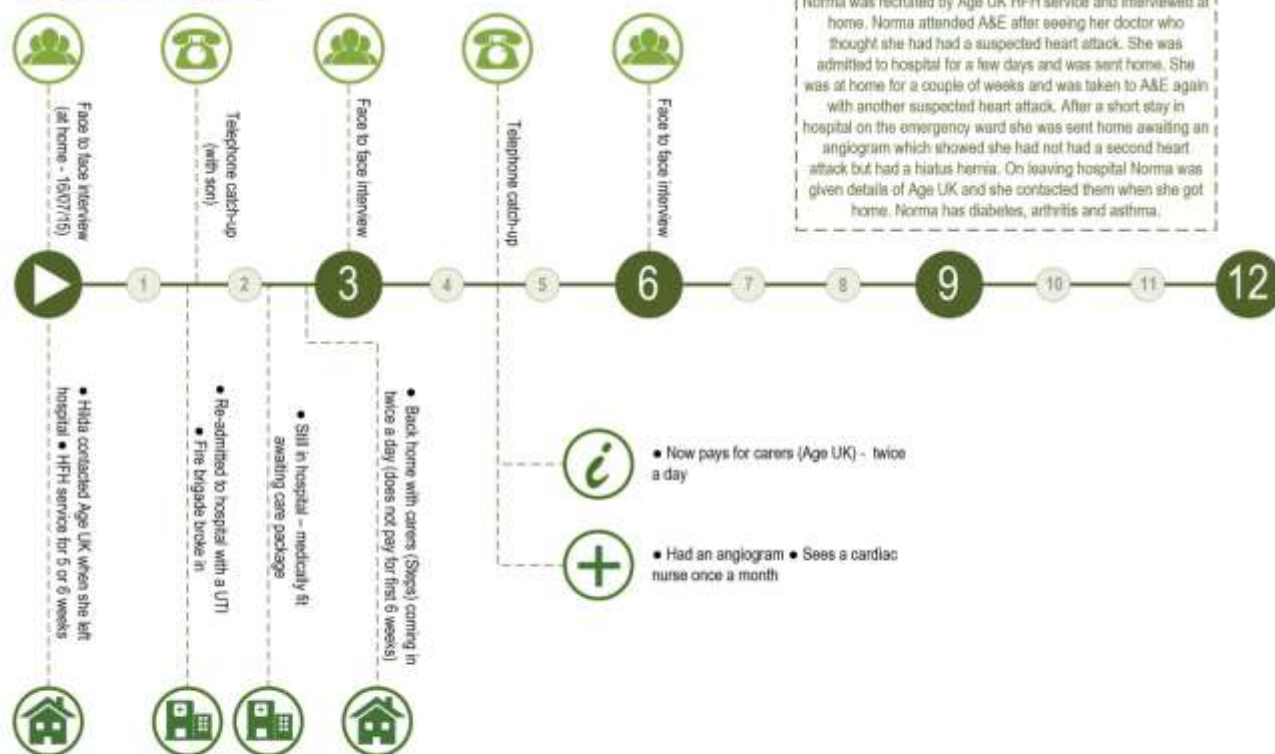 Norma was recruited by Age UK HFH service and interviewed at
home. Norma attended A&E after seeing her doctor who
thought she had had a suspected heart attack. She was
admitted to hospital for a few days and was sent home. She
was at home for a couple of weeks and was taken to A&E again
with another suspected heart attack. After a short stay in
hospital on the emergency ward she was sent home awaiting an
angiogram which showed she had not had a second heart
attack but had a hiatus hernia. On leaving hospital Norma was
given details of Age UK and she contacted them when she got
home. Norma has diabetes, arthritis and asthma.
Face to face interview
(at home - 16/07/15)
Telephone catch-up
(with son)
Face to face interview
Telephone catch-up
Face to face interview
1
2
3
4
5
6
7
8
9
10
11
12
● Hilda contacted Age UK when she left
hospital ● HFH service for 5 or 6 weeks
● Re-admitted to hospital with a UTI
● Fire brigade broke in
● Still in hospital – medically fit
awaiting care package
● Back home with carers (Steps) coming in
twice a day (does not pay for first 6 weeks)
i
● Now pays for carers (Age UK) - twice
a day
● Had an angiogram ● Sees a cardiac
nurse once a month